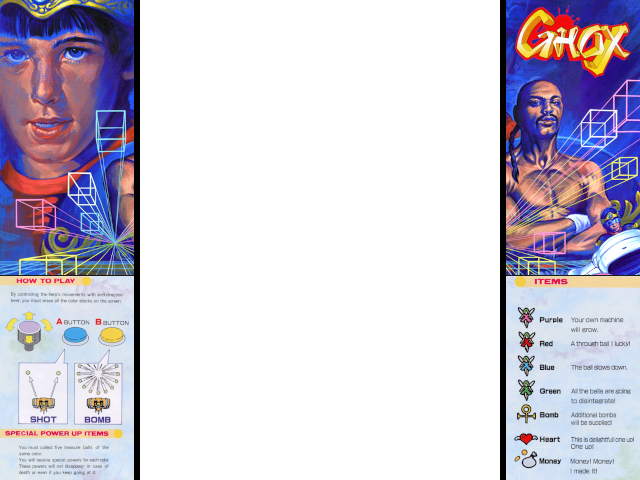 GHOX
HOW TO PLAY
By controlling the hero's movements with omnidirection
lever, you must erase all the color blocks on the screen.
A BUTTON B BUTTON
SHOT BOMB
SPECIAL POWER UP ITEMS
You must collect five treasure balls of the
same color.
You will receive special powers for each color.
These powers will not disappear in case of
death or even if you keep going at it.
ITEMS
Purple Your own machine
will grow.
Red A through ball! lucky!
Blue The ball slows down.
Green All the balls are going
to disintegrate!
Bomb Additional bombs
will be supplied!
Heart This is delightful one up!
One up!
Money Money! Money!
I made it!